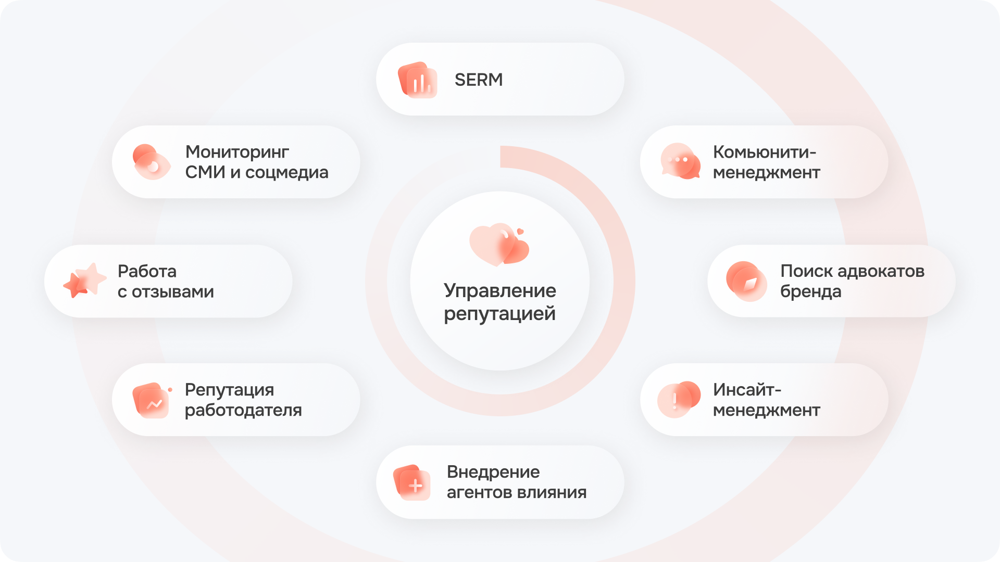 SERM
Мониторинг
СМИ и соцмедиа
Комьюнити-
менеджмент
Работа
с отзывами
Управление
репутацией
Поиск адвокатов
бренда
Репутация
работодателя
Инсайт-
менеджмент
Внедрение
агентов влияния